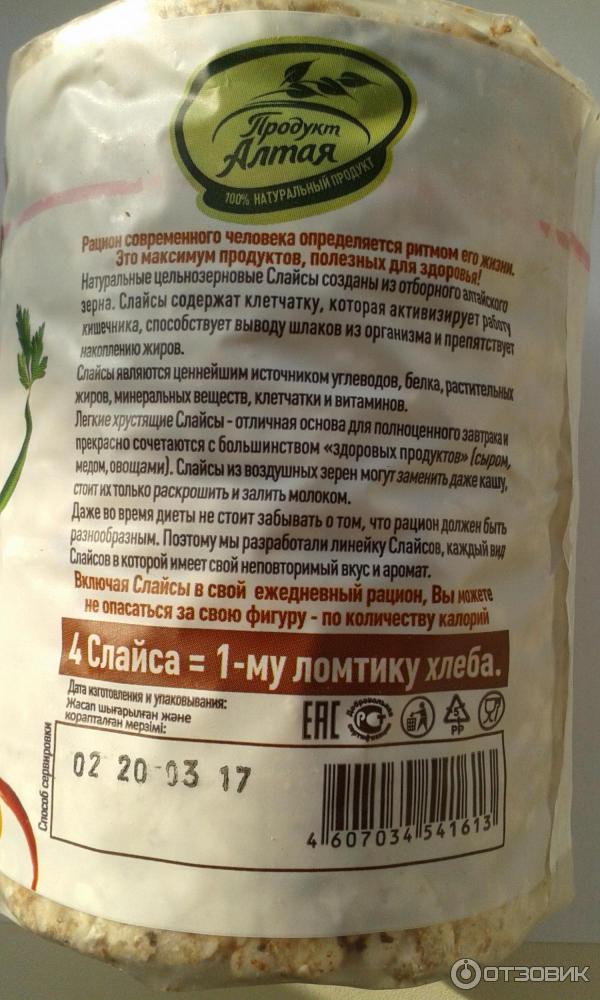 Продукт
Алтая
100% НАТУРАЛЬНЫЙ ПРОДУКТ
Рацион современного человека определяется ритмом его жизни.
Это максимум продуктов, полезных для здоровья!
Натуральные цельнозерновые Слайсы созданы из отборного алтайского
зерна. Слайсы содержат клетчатку, которая активизирует работу
кишечника, способствует выводу шлаков из организма и препятствует
накоплению жиров.
Слайсы являются ценнейшим источником углеводов, белка, растительных
жиров, минеральных веществ, клетчатки и витаминов.
Легкие хрустящие Слайсы - отличная основа для полноценного завтрака и
прекрасно сочетаются с большинством «здоровых продуктов» (сыром,
медом, овощами). Слайсы из воздушных зерен могут заменить даже кашу,
стоит их только раскрошить и залить молоком.
Даже во время диеты не стоит забывать о том, что рацион должен быть
разнообразным. Поэтому мы разработали линейку Слайсов, каждый вид
Слайсов в которой имеет свой неповторимый вкус и аромат.
Включая Слайсы в свой ежедневный рацион, Вы можете
не опасаться за свою фигуру - по количеству калорий
4 Слайса = 1-му ломтику хлеба.
Дата изготовления и упаковывания:
Жасап шығарылған және
қорапталған мерзімі:
ЕАС
Добровольная
РСТ
сертификация
5
PP
Способ сервировки
02 20 03 17
4 607034 541613
ОТЗОВИК